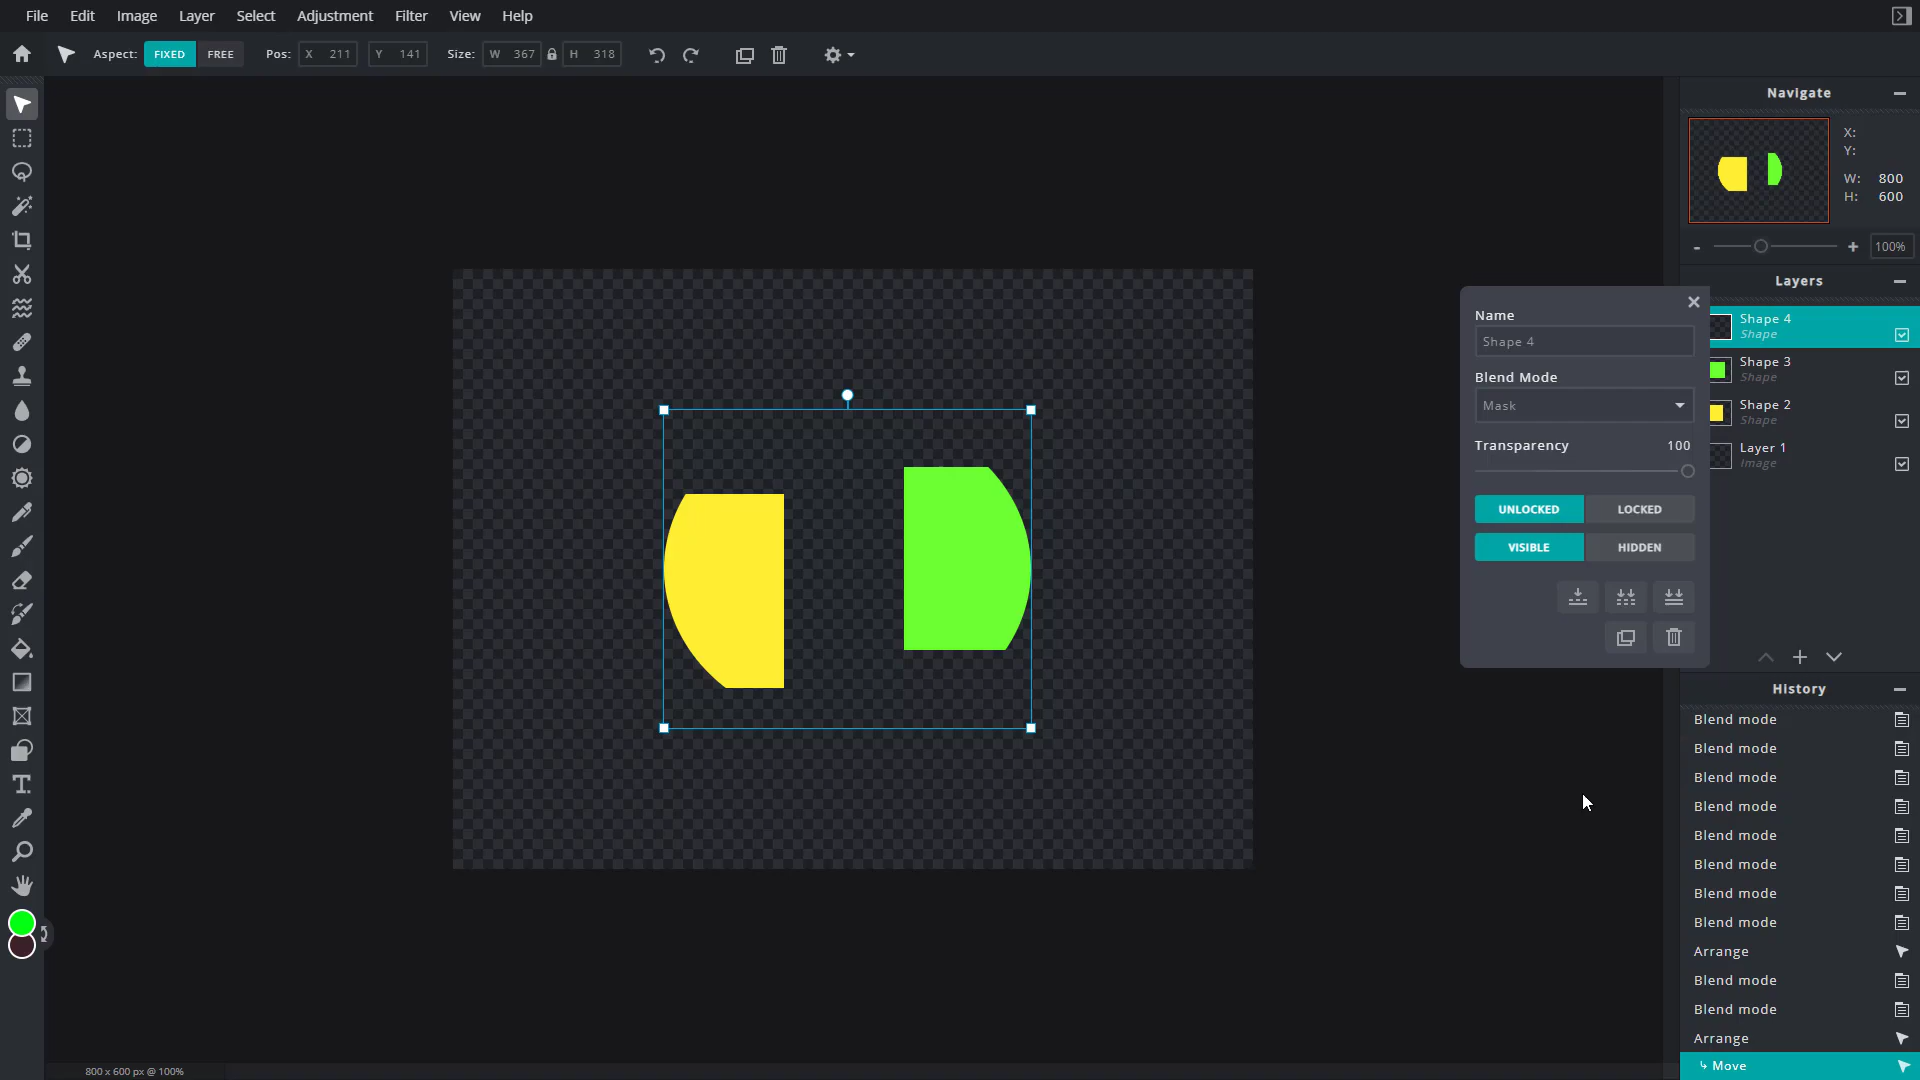 File Edit Image Layer Select Adjustment Filter View Help
Aspect: FIXED FREE Pos: X 211 Y 141 Size: W 367 H 318
Navigate
X:
Y:
W: 800
H: 600
- + 100%
Layers
Shape 4
Shape
Shape 3
Shape
Shape 2
Shape
Layer 1
Image
Name
Shape 4
Blend Mode
Mask
Transparency 100
UNLOCKED LOCKED
VISIBLE HIDDEN
History
Blend mode
Blend mode
Blend mode
Blend mode
Blend mode
Blend mode
Blend mode
Blend mode
Arrange
Blend mode
Blend mode
Arrange
Move
800 x 600 px @ 100%